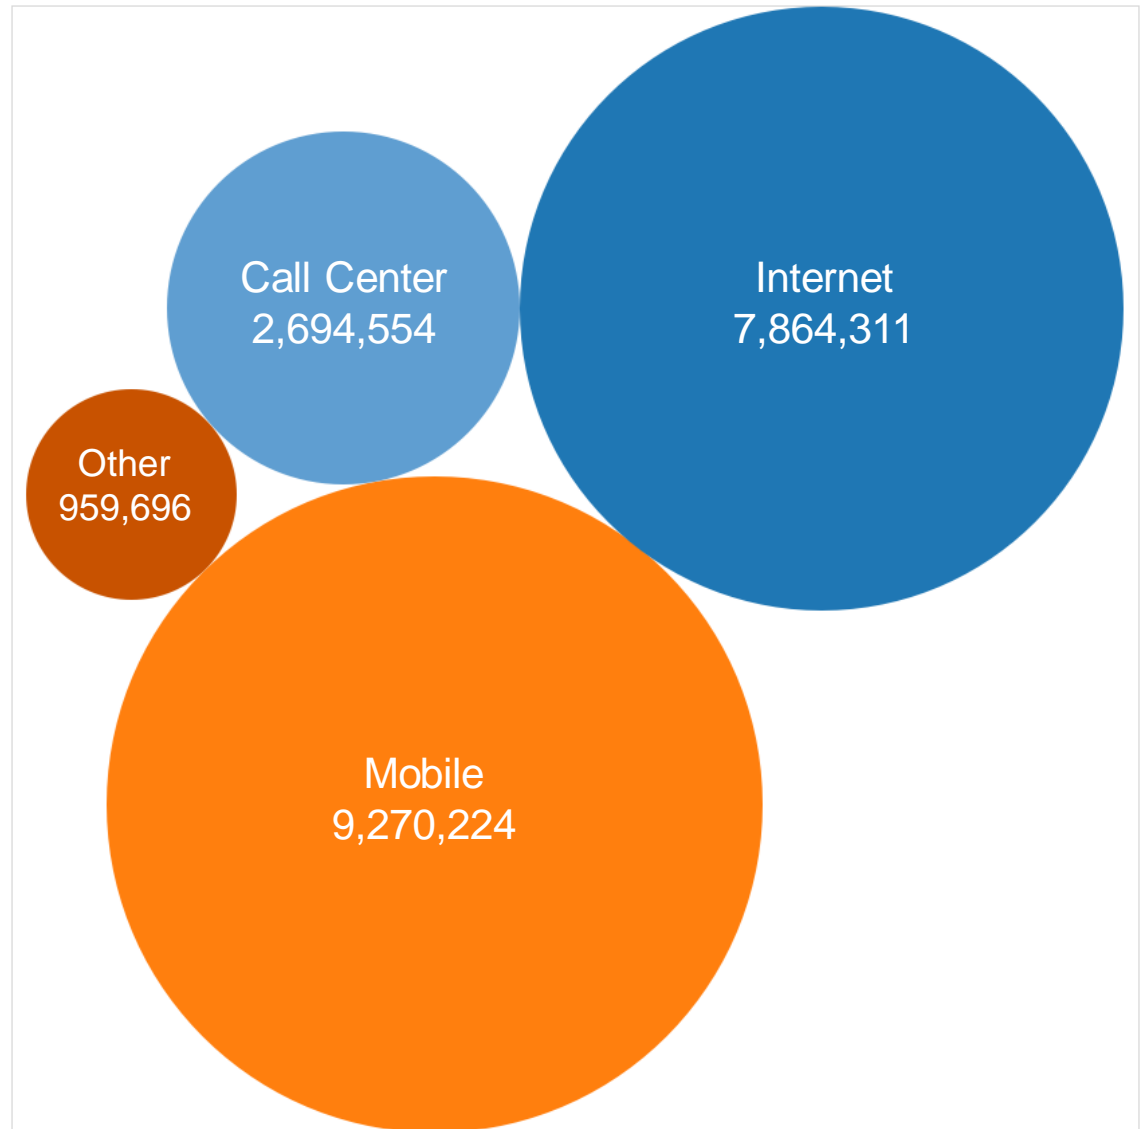 Call Center
2,694,554
Internet
7,864,311
Other
959,696
Mobile
9,270,224